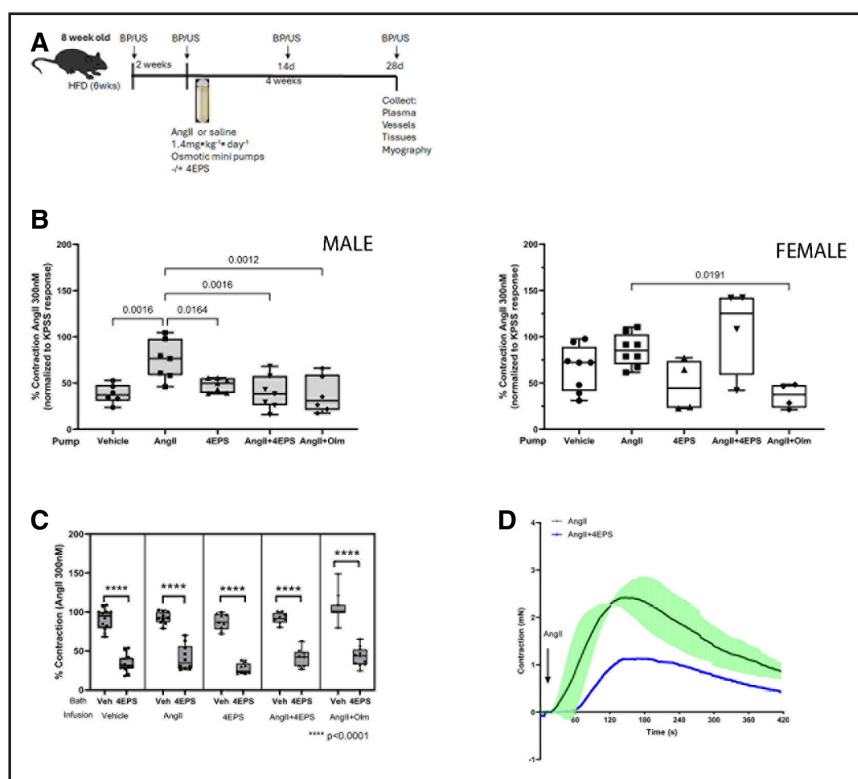 A
8 week old
BP/US
BP/US
BP/US
BP/US
2 weeks
14d
28d
HFD (6wks)
4 weeks
AngII or saline
1.4mg•kg⁻¹• day⁻¹
Osmotic mini pumps
-/+ 4EPS
Collect:
Plasma
Vessels
Tissues
Myography
B
MALE
% Contraction AngII 300nM
(normalized to KPSS response)
200
150
100
50
0
0.0012
0.0016
0.0016
0.0164
Pump
Vehicle
AngII
4EPS
AngII+4EPS
AngII+Olm
FEMALE
% Contraction AngII 300nM
(normalized to KPSS response)
200
150
100
50
0
0.0191
Pump
Vehicle
AngII
4EPS
AngII+4EPS
AngII+Olm
C
% Contraction (AngII 300nM)
200
150
100
50
0
****
****
****
****
****
Bath
Veh 4EPS
Veh 4EPS
Veh 4EPS
Veh 4EPS
Veh 4EPS
Infusion
Vehicle
AngII
4EPS
AngII+4EPS
AngII+Olm
**** p<0.0001
D
AngII
AngII+4EPS
Contraction (mN)
4
3
2
1
0
-1
AngII
60
120
180
240
300
360
420
Time (s)